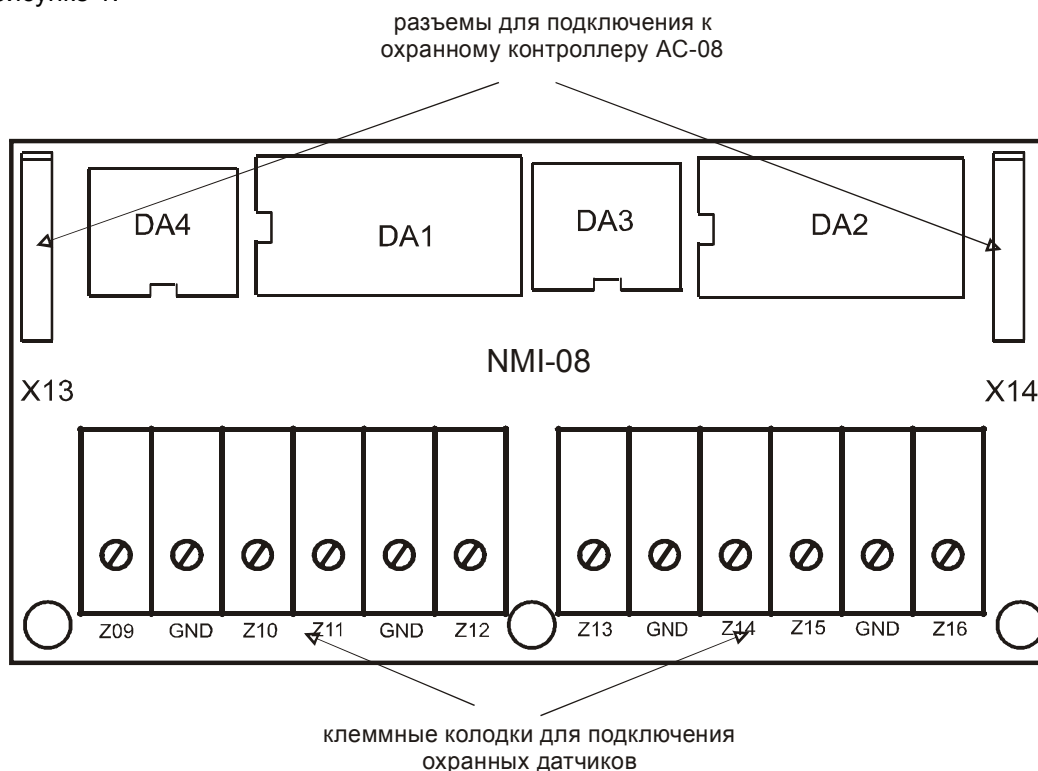 разъемы для подключения к
охранному контроллеру АС-08
DA4
DA1
DA3
DA2
NMI-08
X13
X14
Z09 GND Z10 Z11 GND Z12 Z13 GND Z14 Z15 GND Z16
клеммные колодки для подключения
охранных датчиков